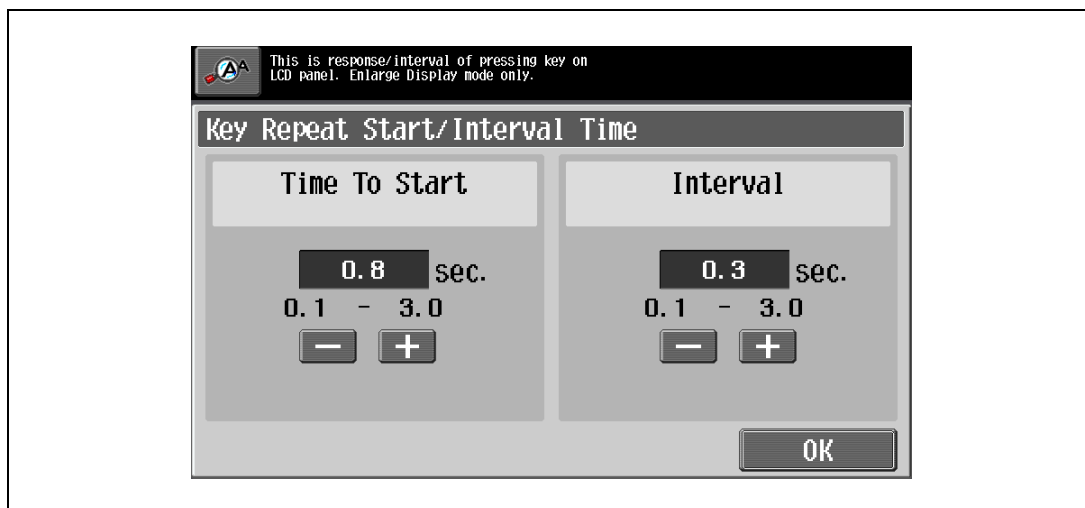 This is response/interval of pressing key on
LCD panel. Enlarge Display mode only.
Key Repeat Start/Interval Time
Time To Start
0.8 sec.
0.1 - 3.0
− +
Interval
0.3 sec.
0.1 - 3.0
− +
OK